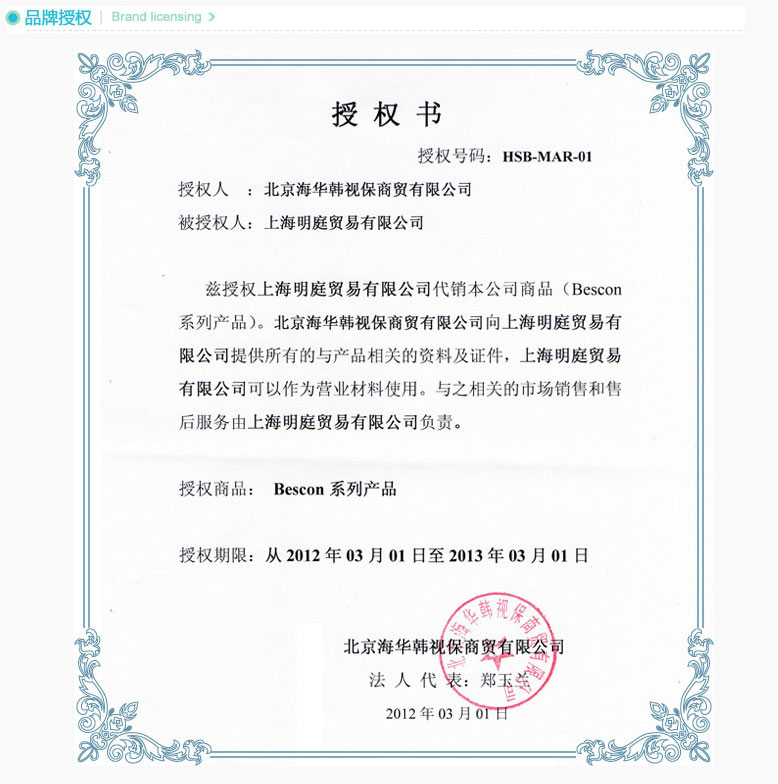 品牌授权 | Brand licensing >
授权书
授权号码：HSB-MAR-01
授权人 ：北京海华韩视保商贸有限公司
被授权人：上海明庭贸易有限公司
兹授权上海明庭贸易有限公司代销本公司商品（Bescon
系列产品）。北京海华韩视保商贸有限公司向上海明庭贸易有
限公司提供所有的与产品相关的资料及证件，上海明庭贸易
有限公司可以作为营业材料使用。与之相关的市场销售和售
后服务由上海明庭贸易有限公司负责。
授权商品： Bescon 系列产品
授权期限：从 2012 年 03 月 01 日至 2013 年 03 月 01 日
北京海华韩视保商贸有限公司
法 人 代 表：郑玉兰
2012 年 03 月 01 日
北京海华韩视保商贸有限公司